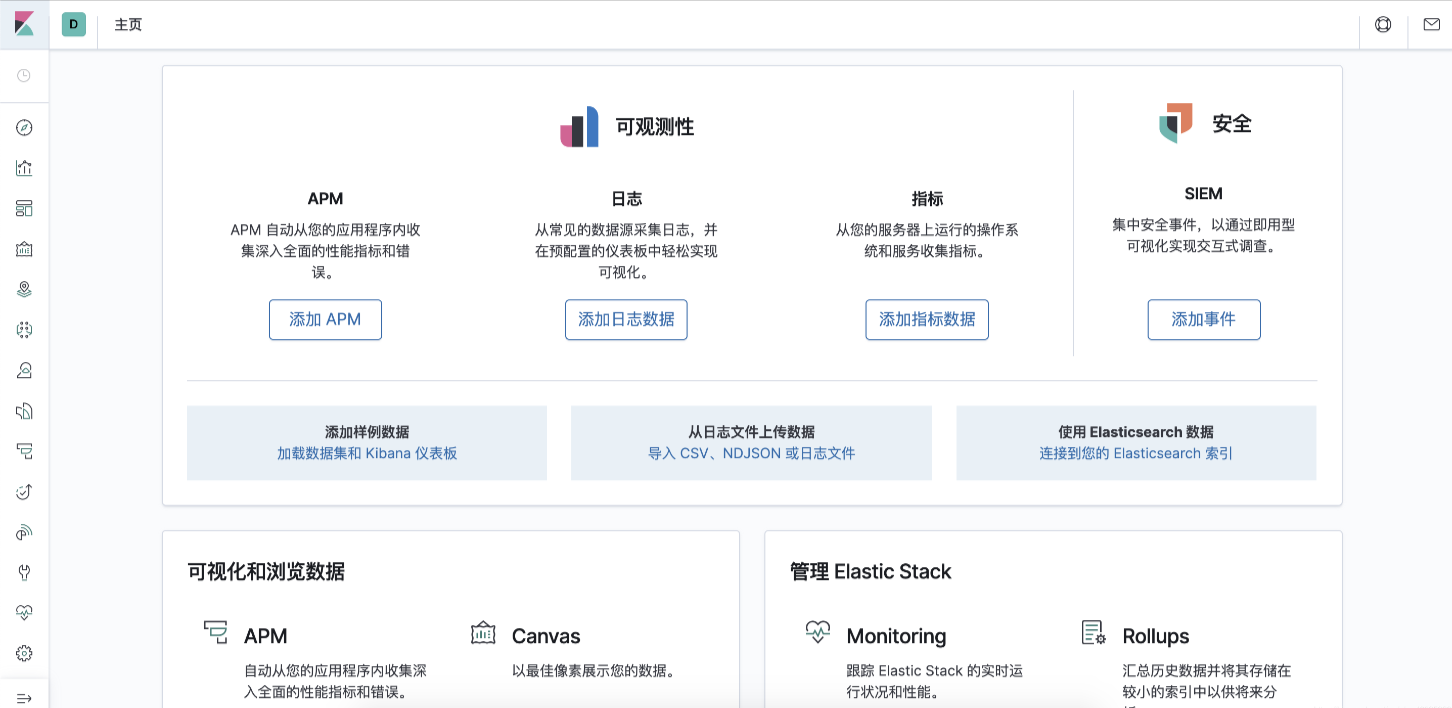 D
主页
可观测性
安全
APM
APM 自动从您的应用程序内收
集深入全面的性能指标和错
误。
添加 APM
日志
从常见的数据源采集日志，并
在预配置的仪表板中轻松实现
可视化。
添加日志数据
指标
从您的服务器上运行的操作系
统和服务收集指标。
添加指标数据
SIEM
集中安全事件，以通过即用型
可视化实现交互式调查。
添加事件
添加样例数据
加载数据集和 Kibana 仪表板
从日志文件上传数据
导入 CSV、NDJSON 或日志文件
使用 Elasticsearch 数据
连接到您的 Elasticsearch 索引
可视化和浏览数据
APM
自动从您的应用程序内收集深
入全面的性能指标和错误。
Canvas
以最佳像素展示您的数据。
管理 Elastic Stack
Monitoring
跟踪 Elastic Stack 的实时运
行状况和性能。
Rollups
汇总历史数据并将其存储在
较小的索引中以供将来分